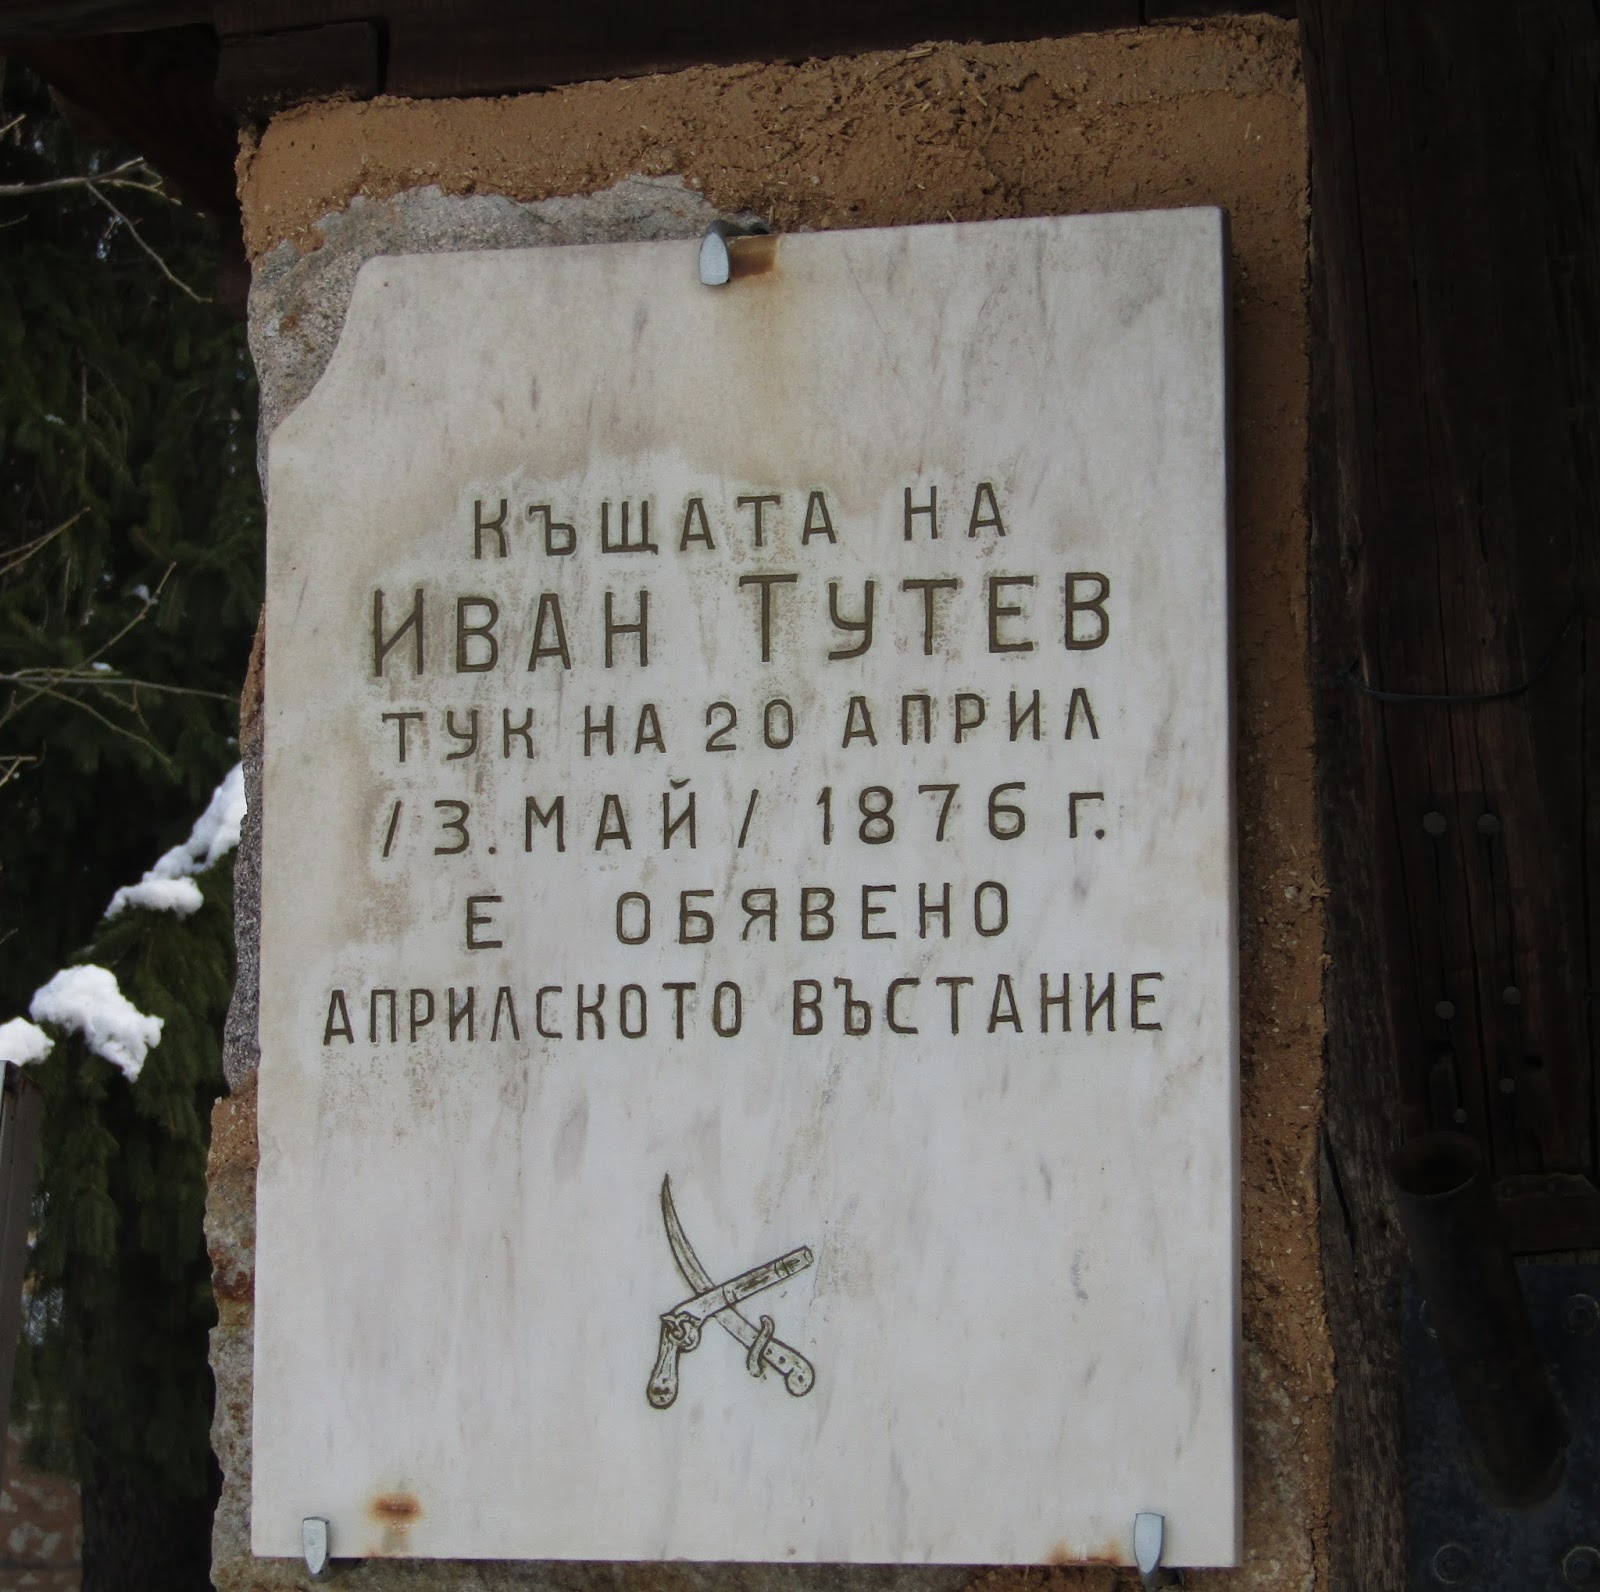 КЪЩАТА НА
ИВАН ТУТЕВ
ТУК НА 20 АПРИЛ
/3. МАЙ/ 1876 г.
Е ОБЯВЕНО
АПРИЛСКОТО ВЪСТАНИЕ